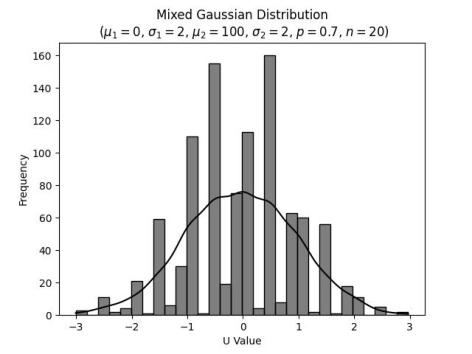 Mixed Gaussian Distribution
(μ₁ = 0, σ₁ = 2, μ₂ = 100, σ₂ = 2, p = 0.7, n = 20)
160
140
120
100
80
60
40
20
0
Frequency
−3 −2 −1 0 1 2 3
U Value